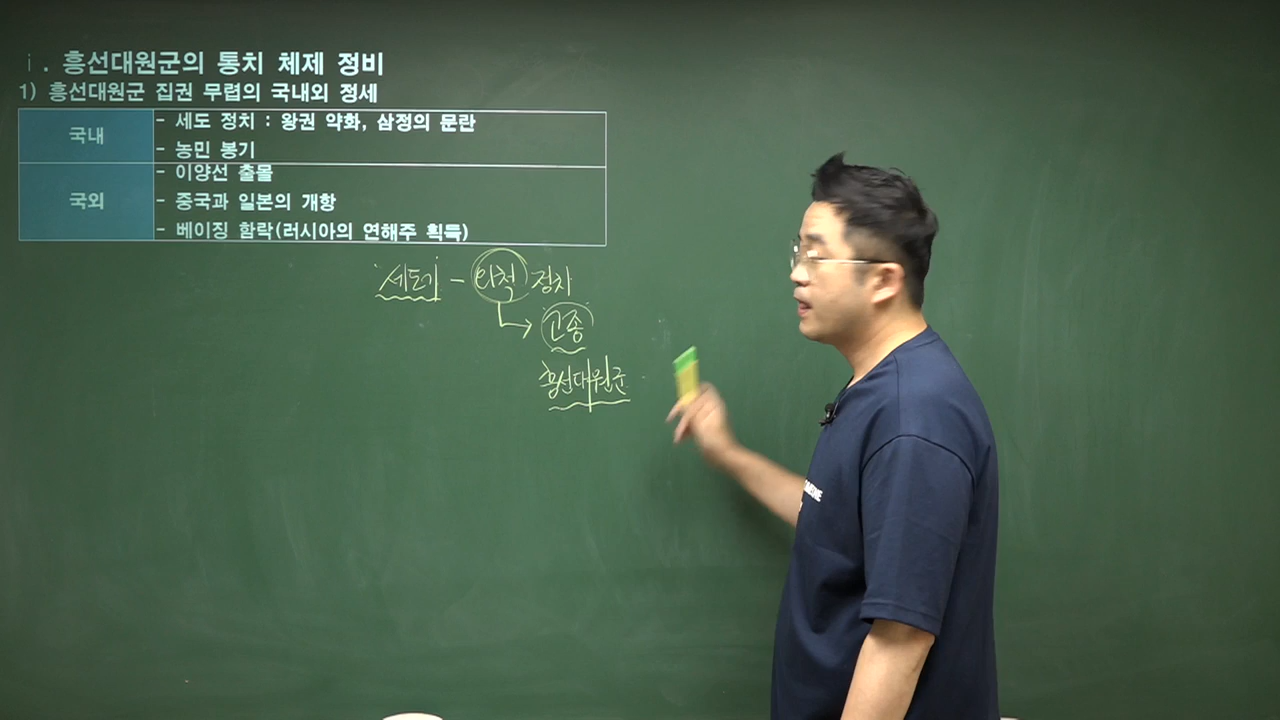 i. 흥선대원군의 통치 체제 정비
1) 흥선대원군 집권 무렵의 국내외 정세
국내
- 세도 정치 : 왕권 약화, 삼정의 문란
- 농민 봉기
국외
- 이양선 출몰
- 중국과 일본의 개항
- 베이징 함락(러시아의 연해주 획득)
세도가 - 외척 정치
고종
흥선대원군